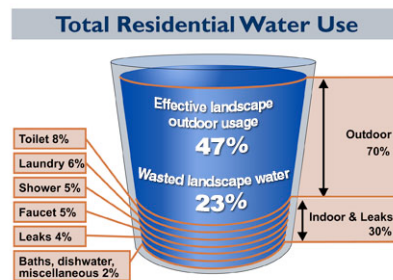 Total Residential Water Use
Effective landscape
outdoor usage
47%
Wasted landscape water
23%
Toilet 8%
Laundry 6%
Shower 5%
Faucet 5%
Leaks 4%
Baths, dishwater,
miscellaneous 2%
Outdoor
70%
Indoor & Leaks
30%